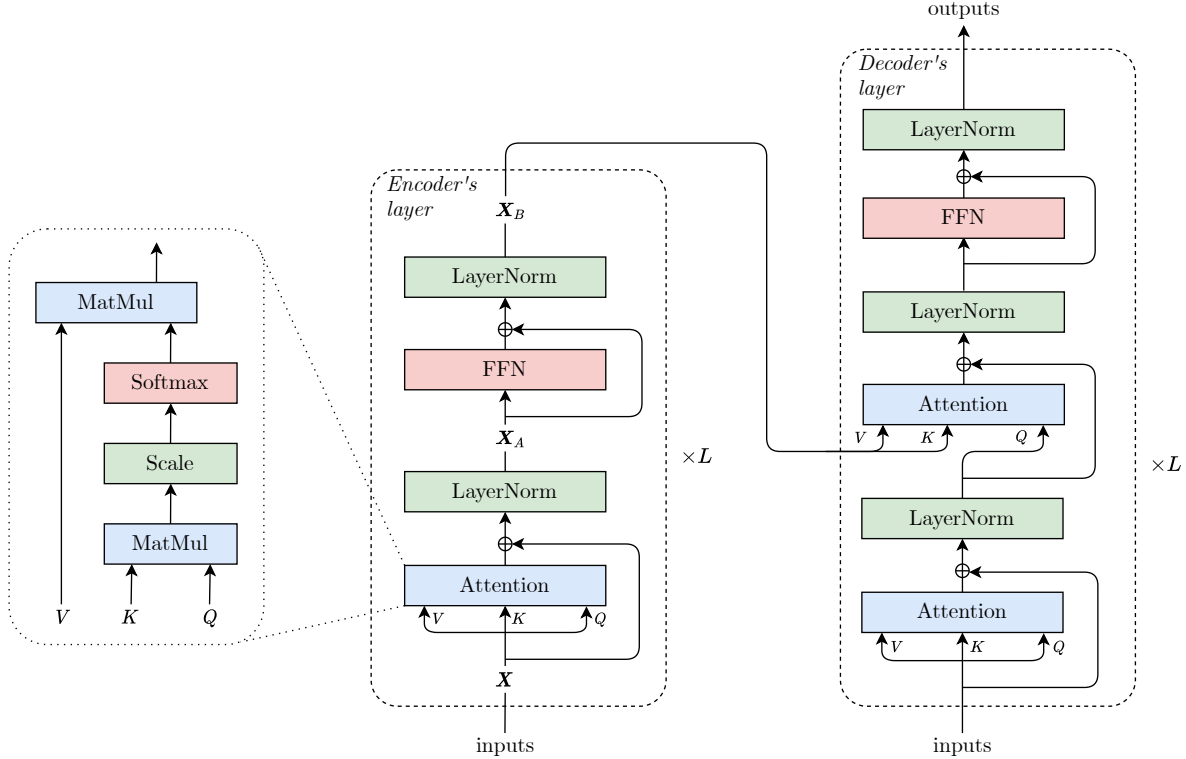 MatMul
Softmax
Scale
MatMul
V K Q
Encoder's
layer
X_B
LayerNorm
FFN
X_A
LayerNorm
Attention
V K Q
X
inputs
×L
outputs
Decoder's
layer
LayerNorm
FFN
LayerNorm
Attention
V K Q
LayerNorm
Attention
V K Q
inputs
×L